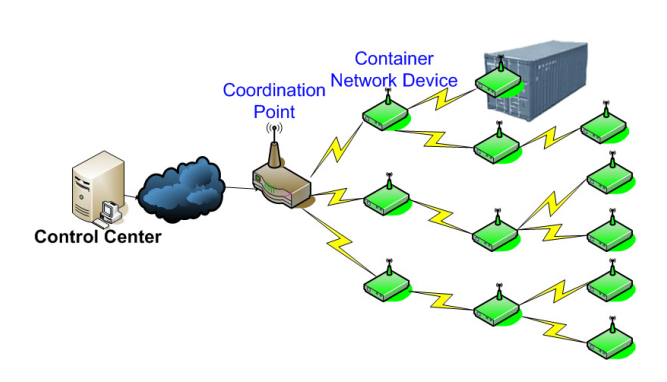 Container
Network Device
Coordination
Point
Control Center